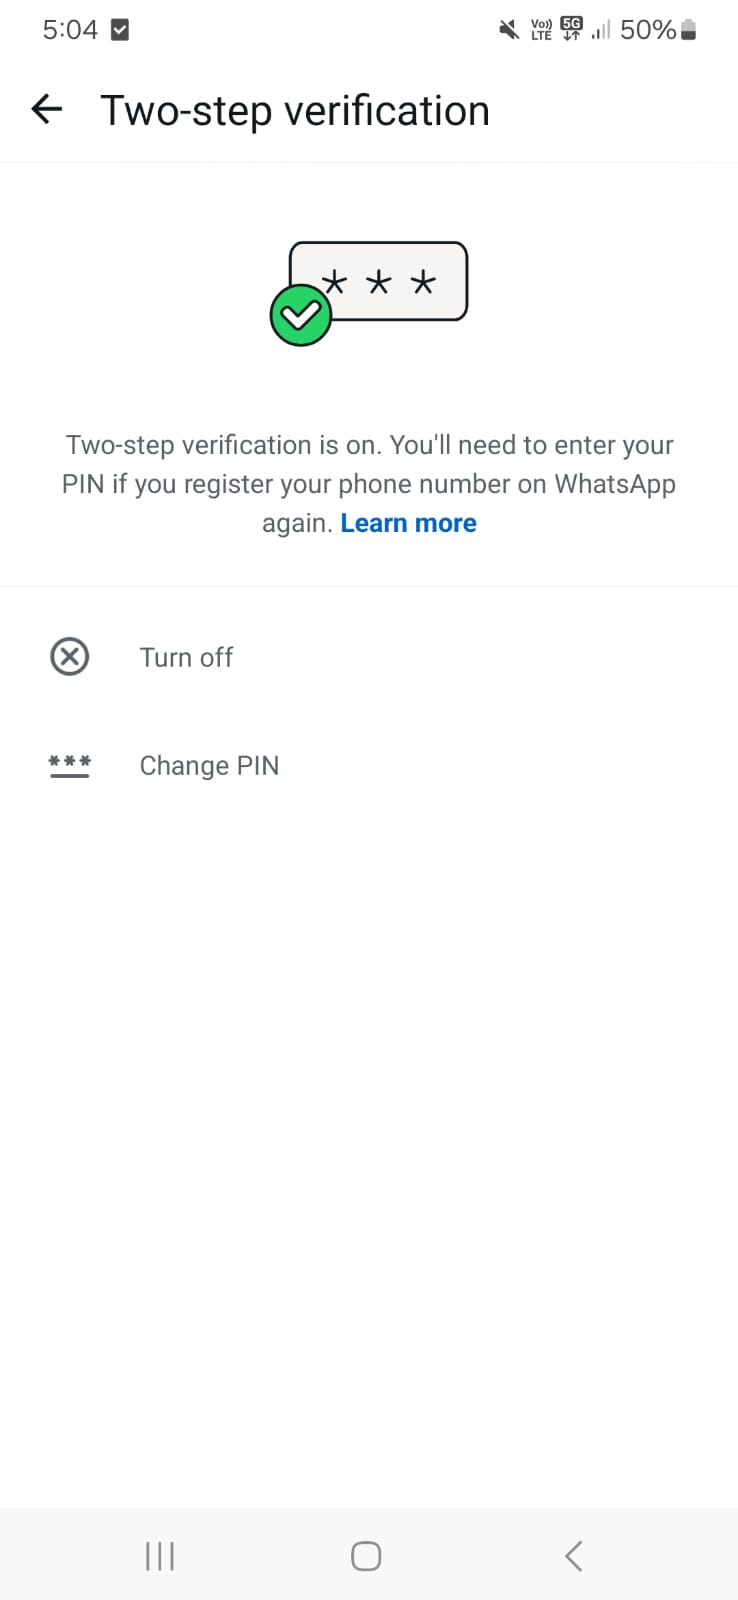 5:04 Vo)) LTE 5G 50%
Two-step verification
* * *
Two-step verification is on. You'll need to enter your
PIN if you register your phone number on WhatsApp
again. Learn more
Turn off
*** Change PIN